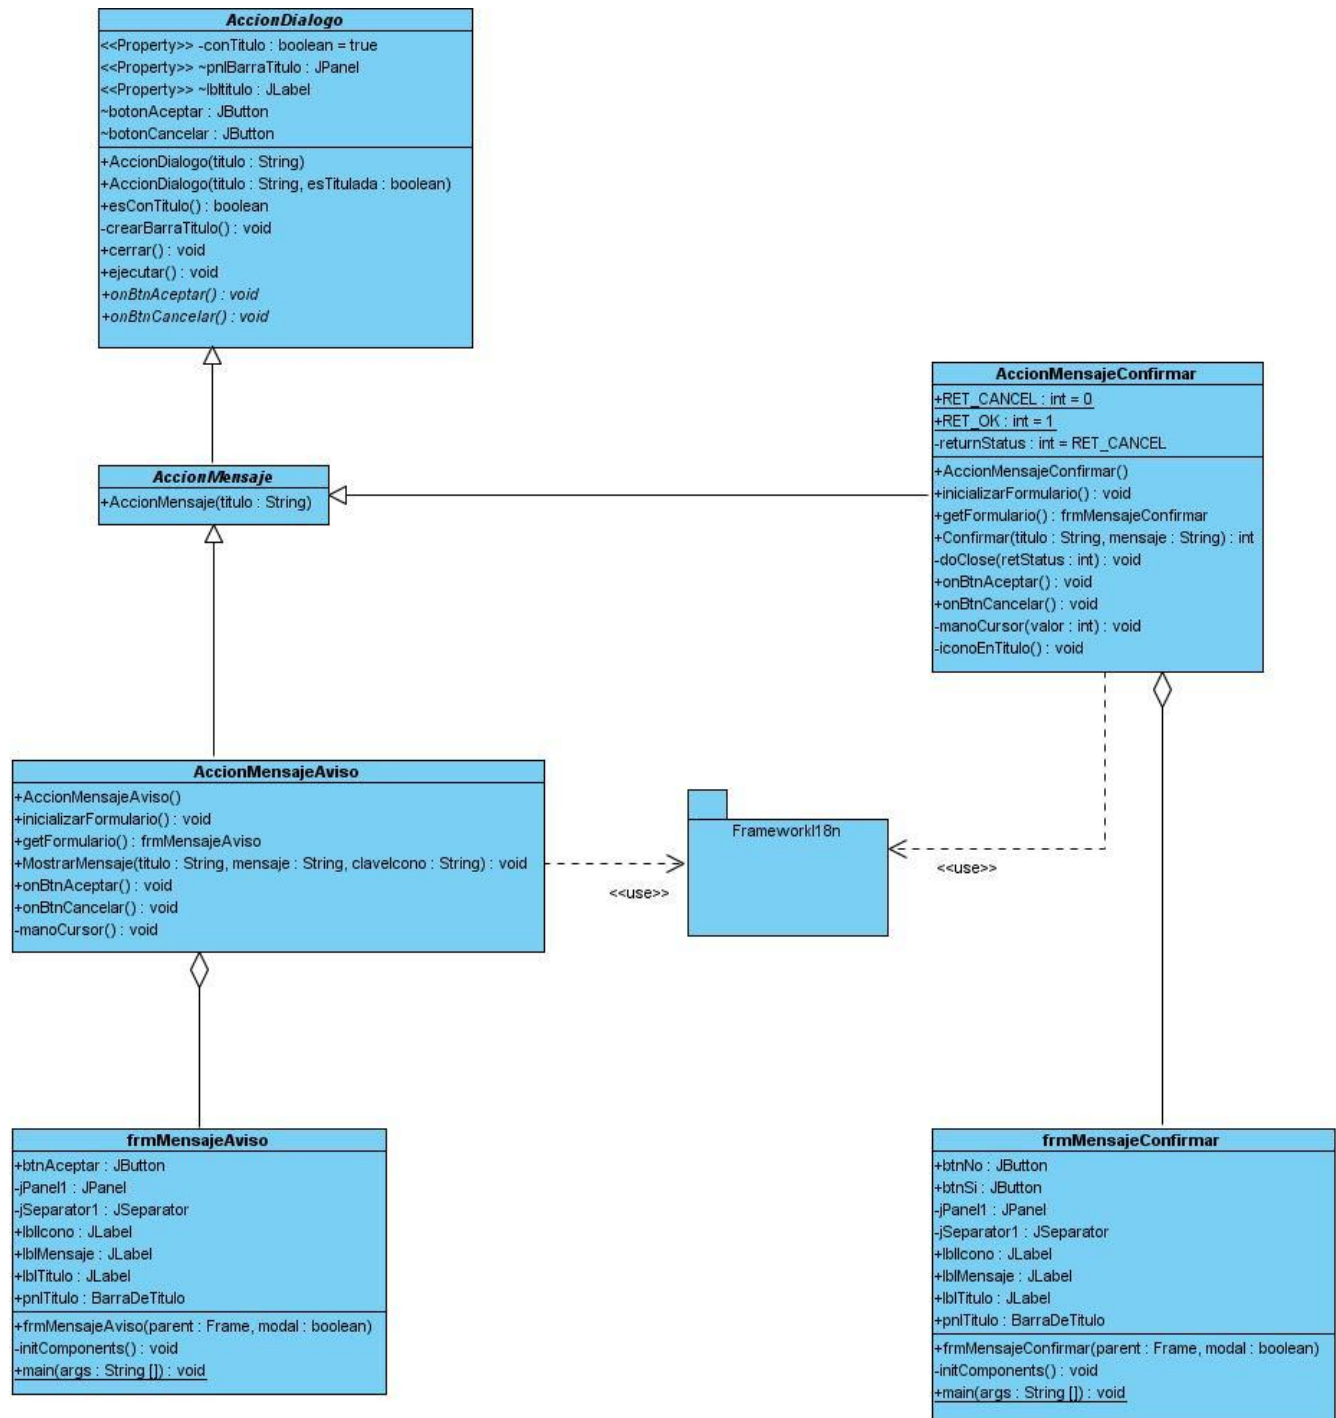 AccionDialogo
<<Property>> -conTitulo : boolean = true
<<Property>> ~pnlBarraTitulo : JPanel
<<Property>> ~lbltitulo : JLabel
~botonAceptar : JButton
~botonCancelar : JButton
+AccionDialogo(titulo : String)
+AccionDialogo(titulo : String, esTitulada : boolean)
+esConTitulo() : boolean
-crearBarraTitulo() : void
+cerrar() : void
+ejecutar() : void
+onBtnAceptar() : void
+onBtnCancelar() : void
AccionMensaje
+AccionMensaje(titulo : String)
AccionMensajeConfirmar
+RET_CANCEL : int = 0
+RET_OK : int = 1
-returnStatus : int = RET_CANCEL
+AccionMensajeConfirmar()
+inicializarFormulario() : void
+getFormulario() : frmMensajeConfirmar
+Confirmar(titulo : String, mensaje : String) : int
-doClose(retStatus : int) : void
+onBtnAceptar() : void
+onBtnCancelar() : void
-manoCursor(valor : int) : void
-iconoEnTitulo() : void
AccionMensajeAviso
+AccionMensajeAviso()
+inicializarFormulario() : void
+getFormulario() : frmMensajeAviso
+MostrarMensaje(titulo : String, mensaje : String, claveIcono : String) : void
+onBtnAceptar() : void
+onBtnCancelar() : void
-manoCursor() : void
<<use>>
FrameworkI18n
<<use>>
frmMensajeAviso
+btnAceptar : JButton
-jPanel1 : JPanel
-jSeparator1 : JSeparator
+lblIcono : JLabel
+lblMensaje : JLabel
+lblTitulo : JLabel
+pnlTitulo : BarraDeTitulo
+frmMensajeAviso(parent : Frame, modal : boolean)
-initComponents() : void
+main(args : String []) : void
frmMensajeConfirmar
+btnNo : JButton
+btnSi : JButton
-jPanel1 : JPanel
-jSeparator1 : JSeparator
+lblIcono : JLabel
+lblMensaje : JLabel
+lblTitulo : JLabel
+pnlTitulo : BarraDeTitulo
+frmMensajeConfirmar(parent : Frame, modal : boolean)
-initComponents() : void
+main(args : String []) : void